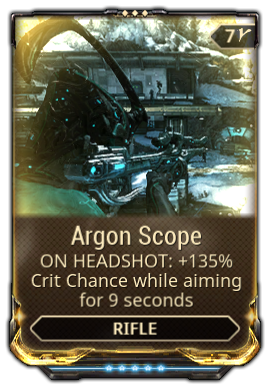 7
Argon Scope
ON HEADSHOT: +135%
Crit Chance while aiming
for 9 seconds
RIFLE